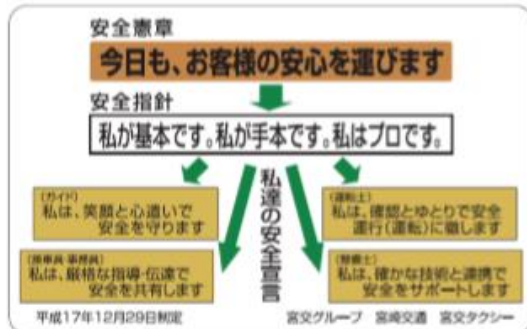 安全憲章
今日も、お客様の安心を運びます
安全指針
私が基本です。私が手本です。私はプロです。
私達の安全宣言
(ガイド)
私は、笑顔と心遣いで
安全を守ります
(運転士)
私は、確認とゆとりで安全
運行(運転)に徹します
私は、厳格な指導・伝達で
安全を共有します
(整備士)
私は、確かな技術と連携で
安全をサポートします
平成17年12月29日制定
宮交グループ 宮崎交通 宮交タクシー